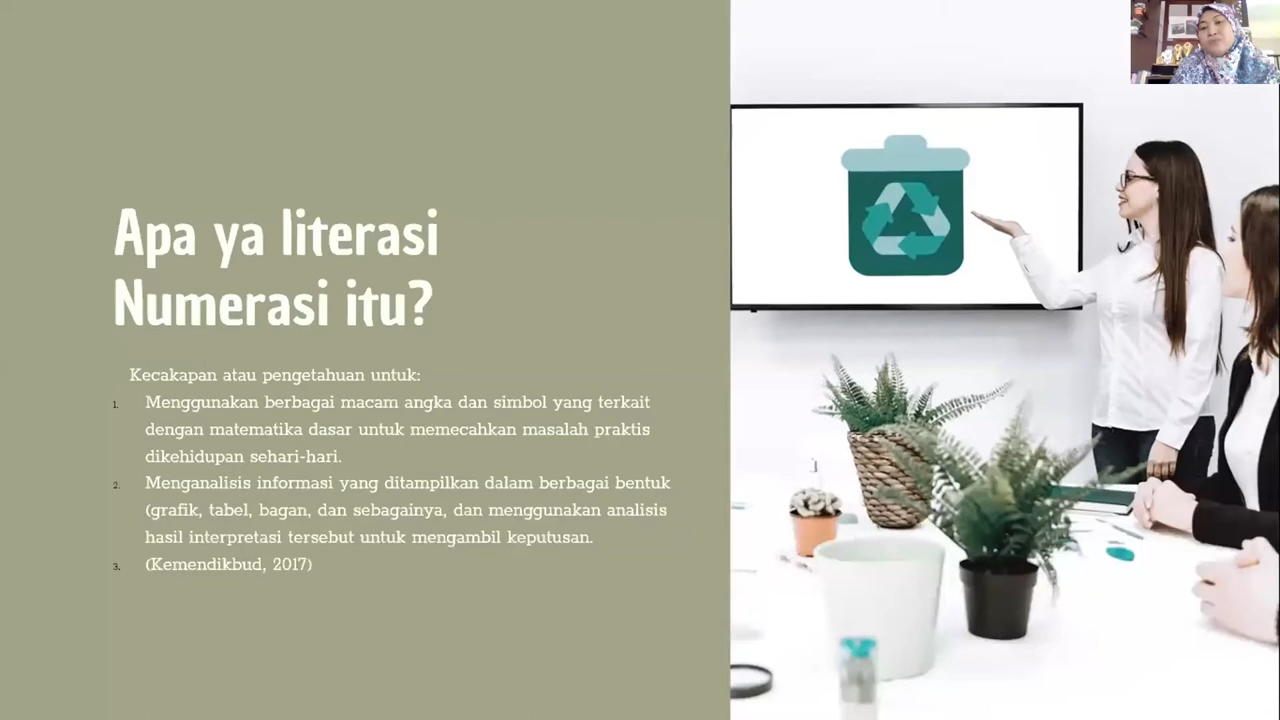 Apa ya literasi
Numerasi itu?
Kecakapan atau pengetahuan untuk:
1. Menggunakan berbagai macam angka dan simbol yang terkait
dengan matematika dasar untuk memecahkan masalah praktis
dikehidupan sehari-hari.
2. Menganalisis informasi yang ditampilkan dalam berbagai bentuk
(grafik, tabel, bagan, dan sebagainya, dan menggunakan analisis
hasil interpretasi tersebut untuk mengambil keputusan.
3. (Kemendikbud, 2017)